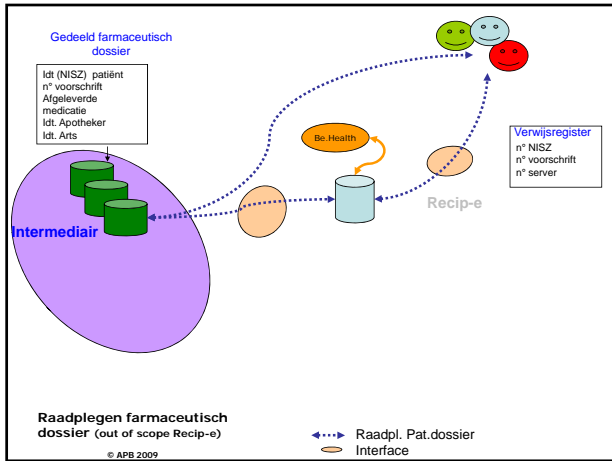 Gedeeld farmaceutisch
dossier
Idt (NISZ) patiënt
n° voorschrift
Afgeleverde
medicatie
Idt. Apotheker
Idt. Arts
Be.Health
Verwijsregister
n° NISZ
n° voorschrift
n° server
Recip-e
Intermediair
Raadplegen farmaceutisch
dossier (out of scope Recip-e)
© APB 2009
Raadpl. Pat.dossier
Interface